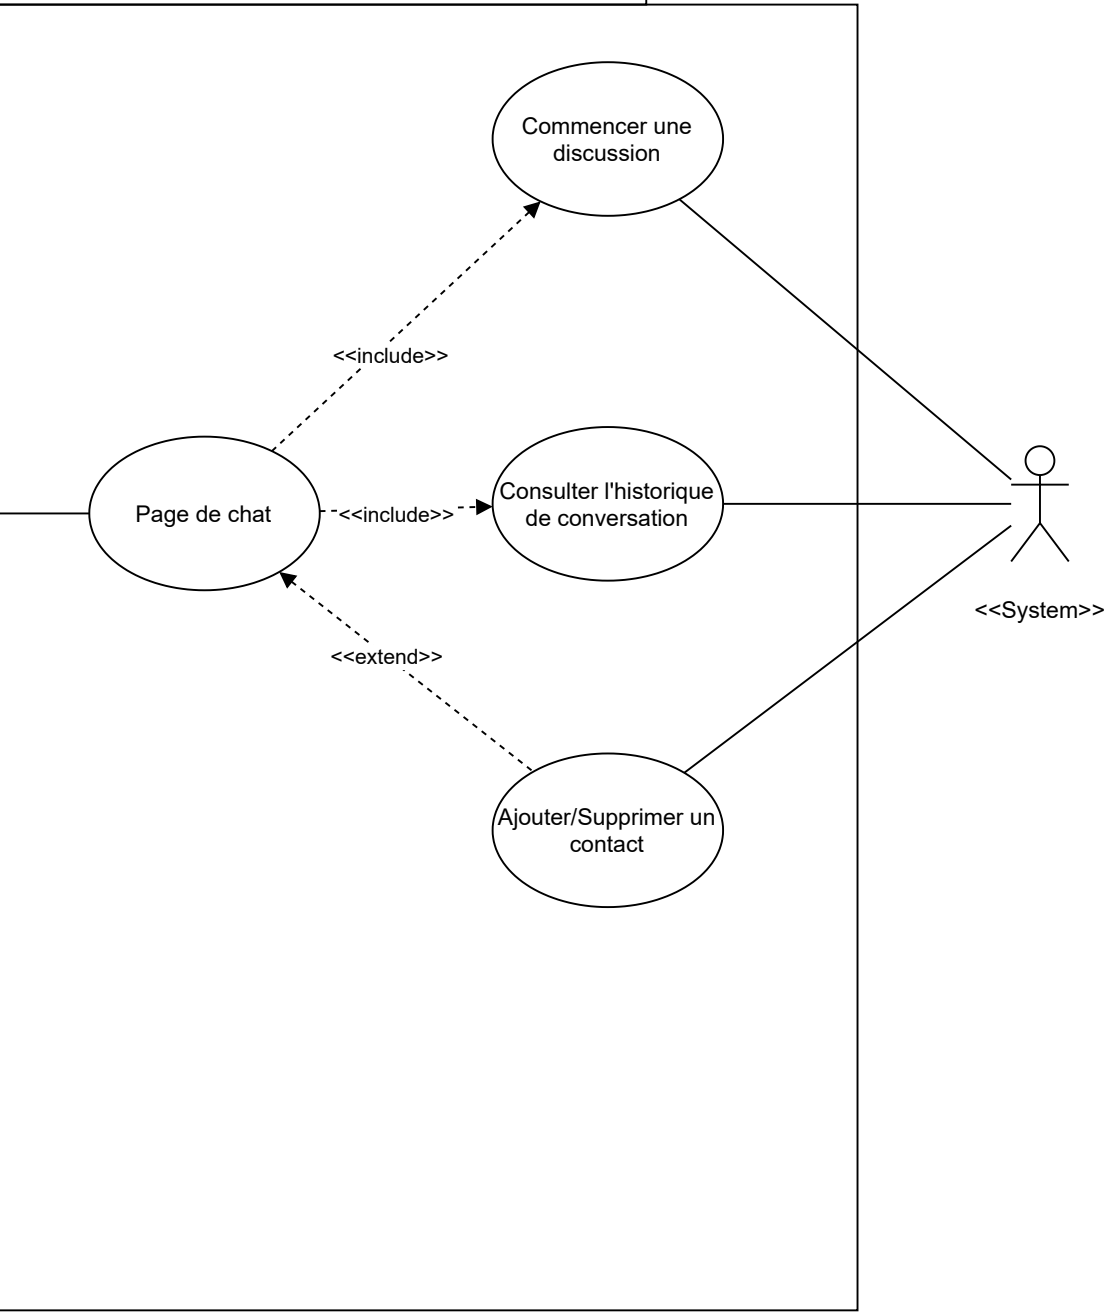 Commencer une
discussion
<<include>>
Page de chat
<<include>>
Consulter l'historique
de conversation
<<System>>
<<extend>>
Ajouter/Supprimer un
contact